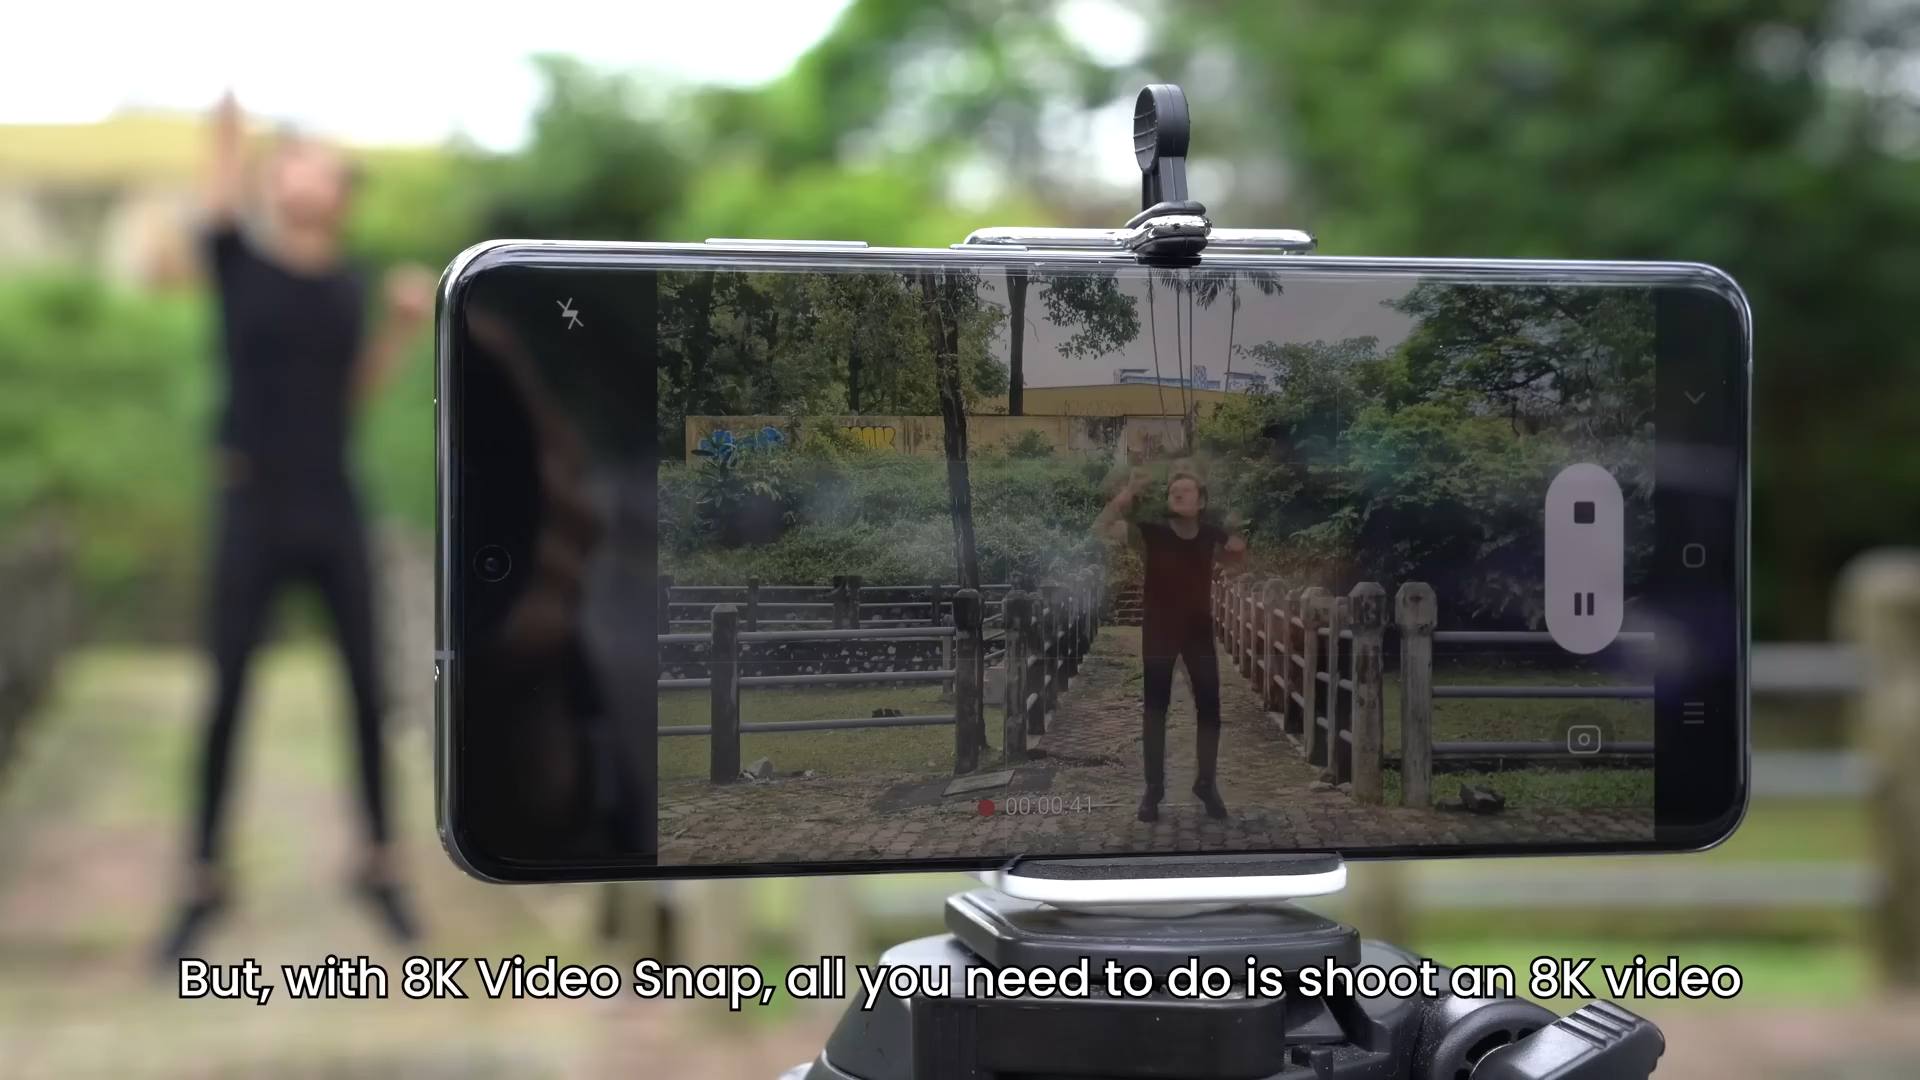 00:00:41
But, with 8K Video Snap, all you need to do is shoot an 8K video